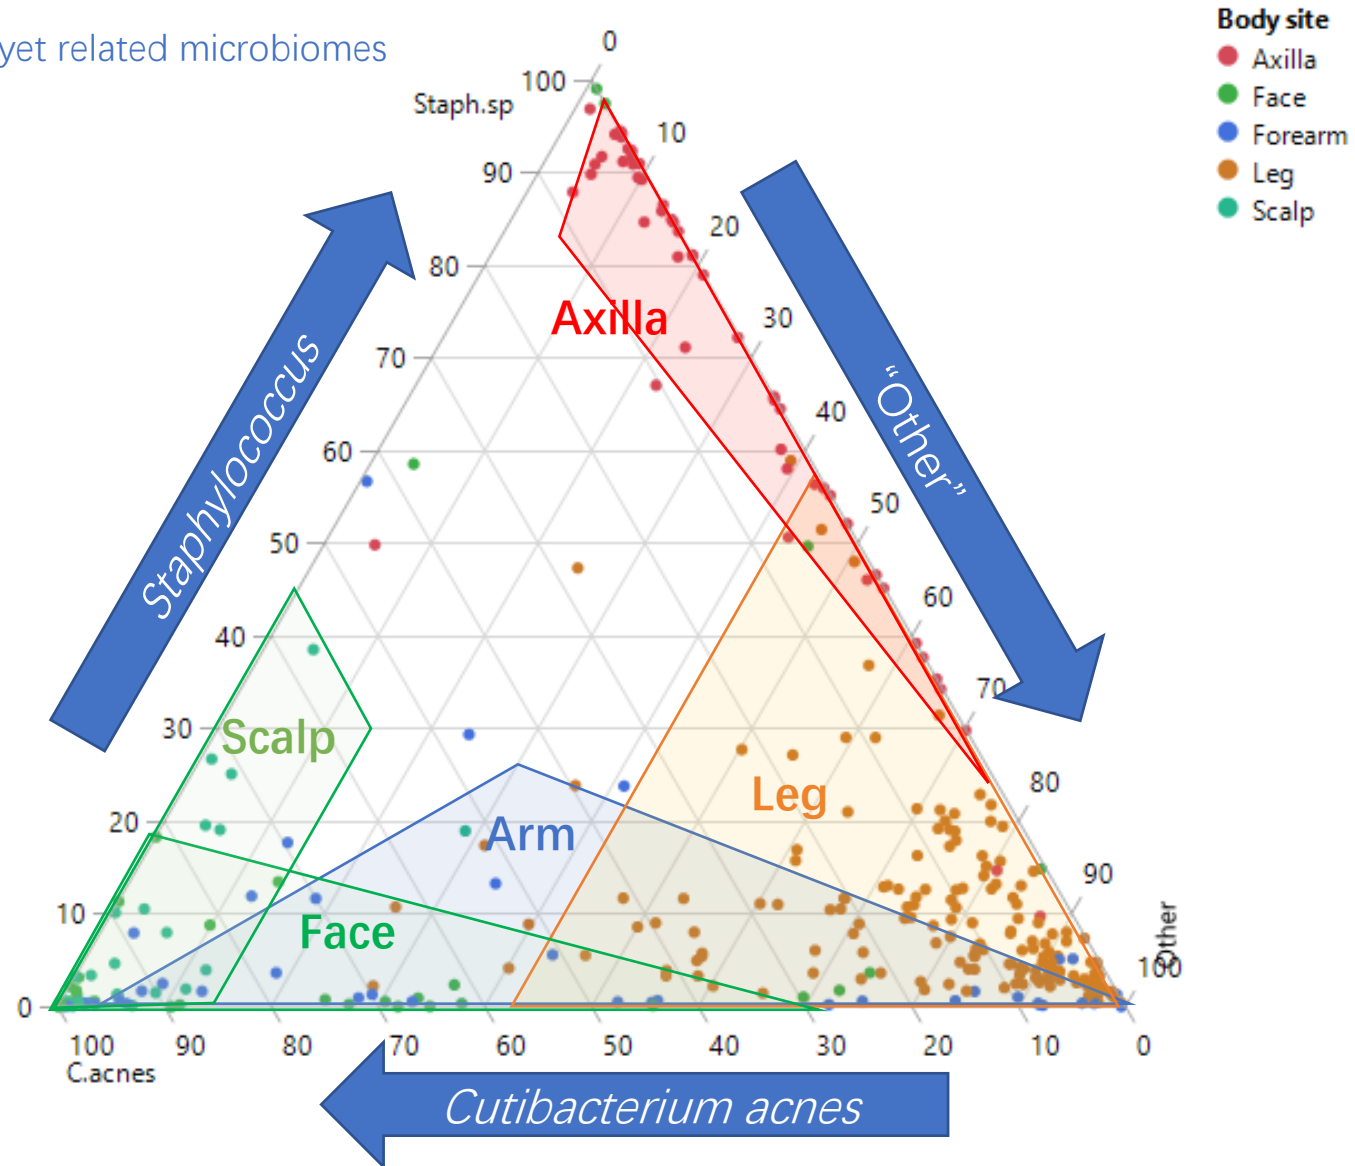 yet related microbiomes
Body site
Axilla
Face
Forearm
Leg
Scalp
Staph.sp
100
90
80
70
60
50
40
30
20
10
0
0
10
20
30
40
50
60
70
80
90
100
Other
Staphylococcus
“Other”
Axilla
Scalp
Leg
Arm
Face
100
90
80
70
60
50
40
30
20
10
0
C.acnes
Cutibacterium acnes